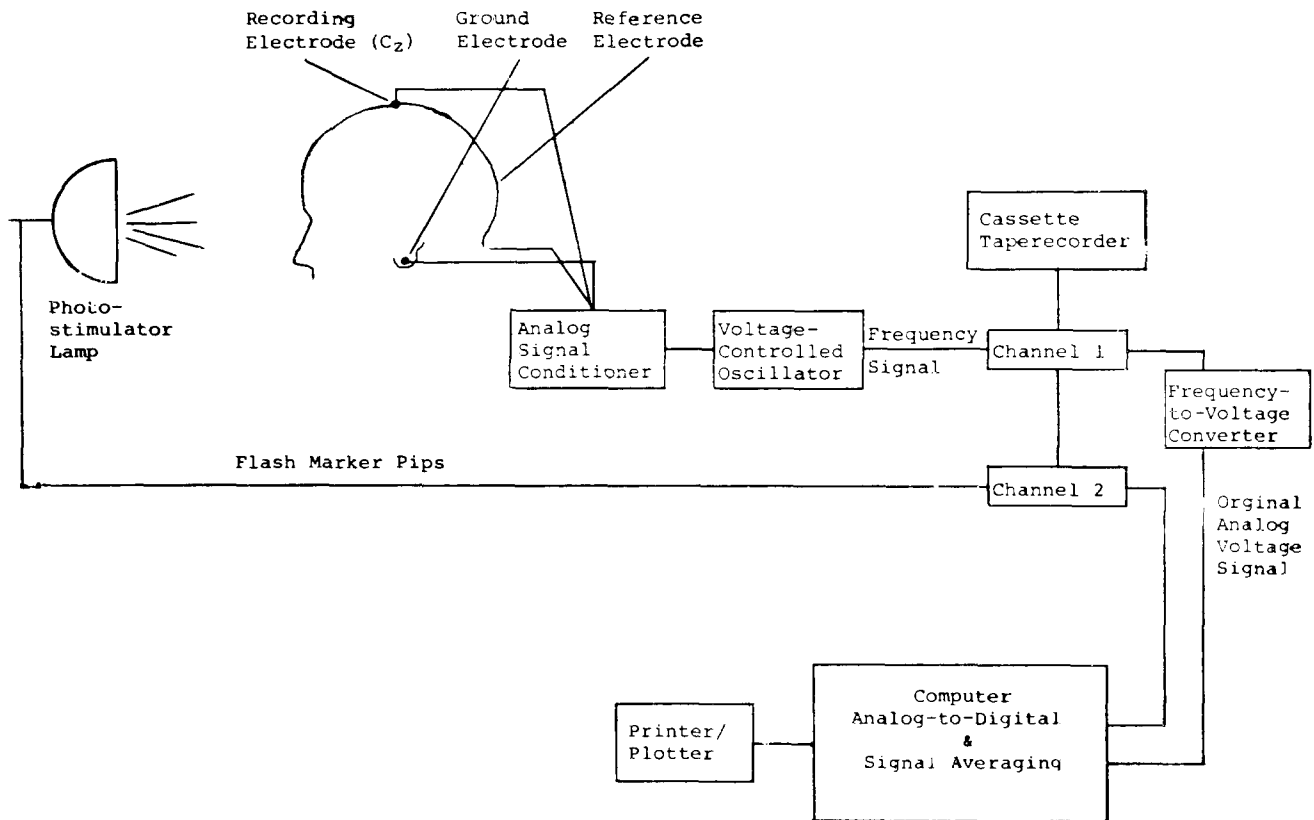 Recording
Electrode (Cz)
Ground
Electrode
Reference
Electrode
Photo-
stimulator
Lamp
Cassette
Taperecorder
Analog
Signal
Conditioner
Voltage-
Controlled
Oscillator
Frequency
Signal
Channel 1
Frequency-
to-Voltage
Converter
Flash Marker Pips
Channel 2
Orginal
Analog
Voltage
Signal
Computer
Analog-to-Digital
&
Signal Averaging
Printer/
Plotter